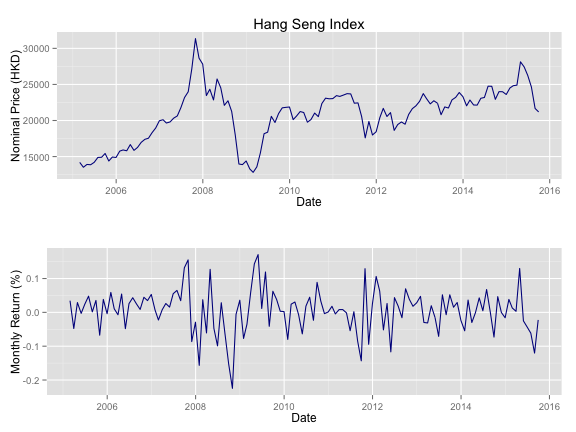 Hang Seng Index
Nominal Price (HKD)
30000
25000
20000
15000
2006 2008 2010 2012 2014 2016
Date
Monthly Return (%)
0.1
0.0
-0.1
-0.2
2006 2008 2010 2012 2014 2016
Date